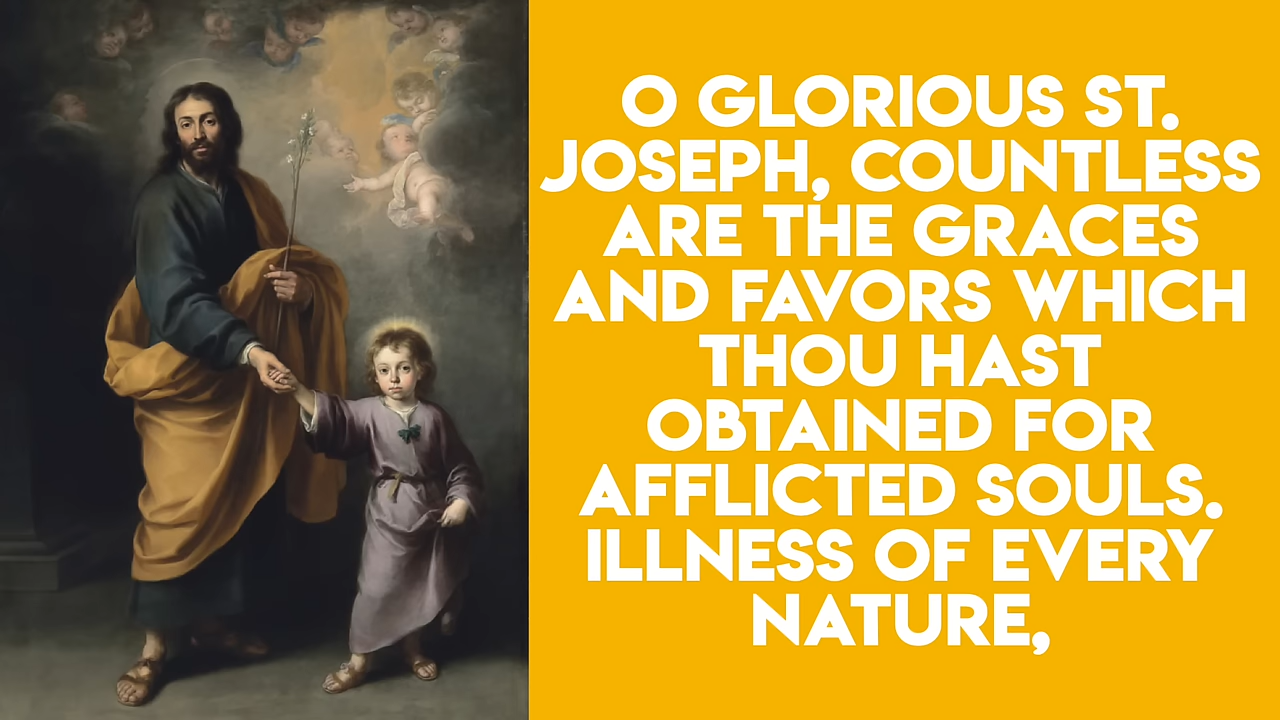 O GLORIOUS ST.
JOSEPH, COUNTLESS
ARE THE GRACES
AND FAVORS WHICH
THOU HAST
OBTAINED FOR
AFFLICTED SOULS.
ILLNESS OF EVERY
NATURE,